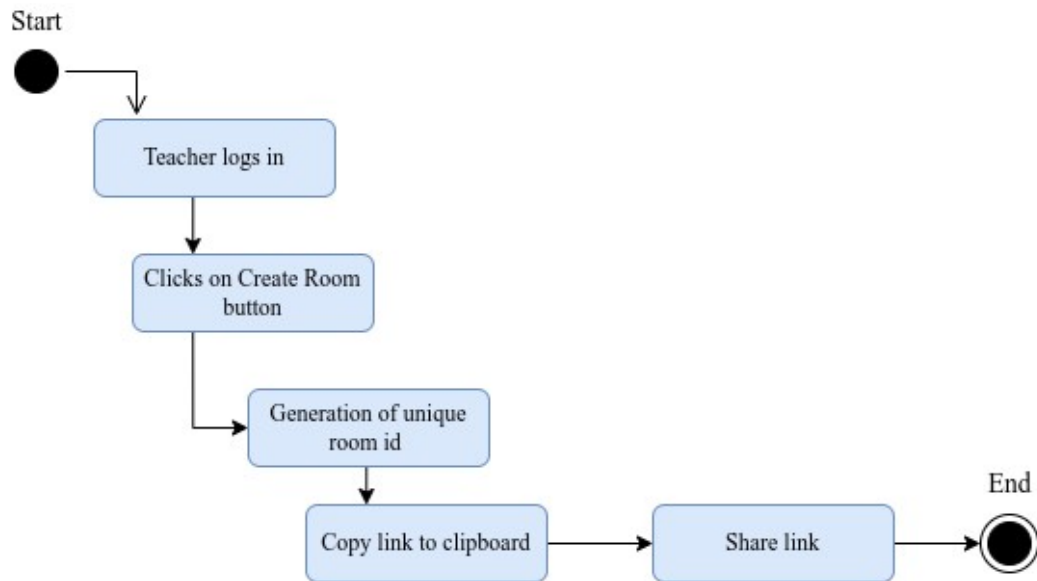 Start
Teacher logs in
Clicks on Create Room
button
Generation of unique
room id
Copy link to clipboard
Share link
End